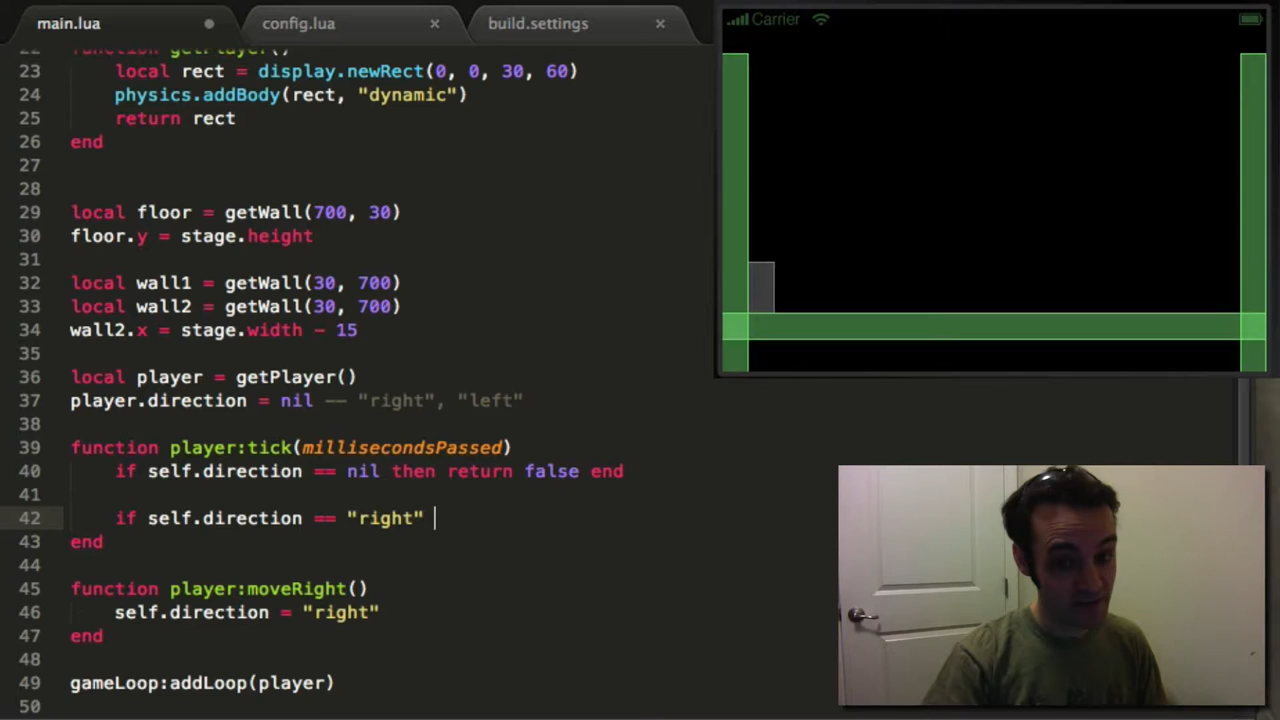 main.lua
config.lua ×
build.settings ×
Carrier
22 function getPlayer()
23 local rect = display.newRect(0, 0, 30, 60)
24 physics.addBody(rect, "dynamic")
25 return rect
26 end
27
28
29 local floor = getWall(700, 30)
30 floor.y = stage.height
31
32 local wall1 = getWall(30, 700)
33 local wall2 = getWall(30, 700)
34 wall2.x = stage.width - 15
35
36 local player = getPlayer()
37 player.direction = nil -- "right", "left"
38
39 function player:tick(millisecondsPassed)
40 if self.direction == nil then return false end
41
42 if self.direction == "right"
43 end
44
45 function player:moveRight()
46 self.direction = "right"
47 end
48
49 gameLoop:addLoop(player)
50